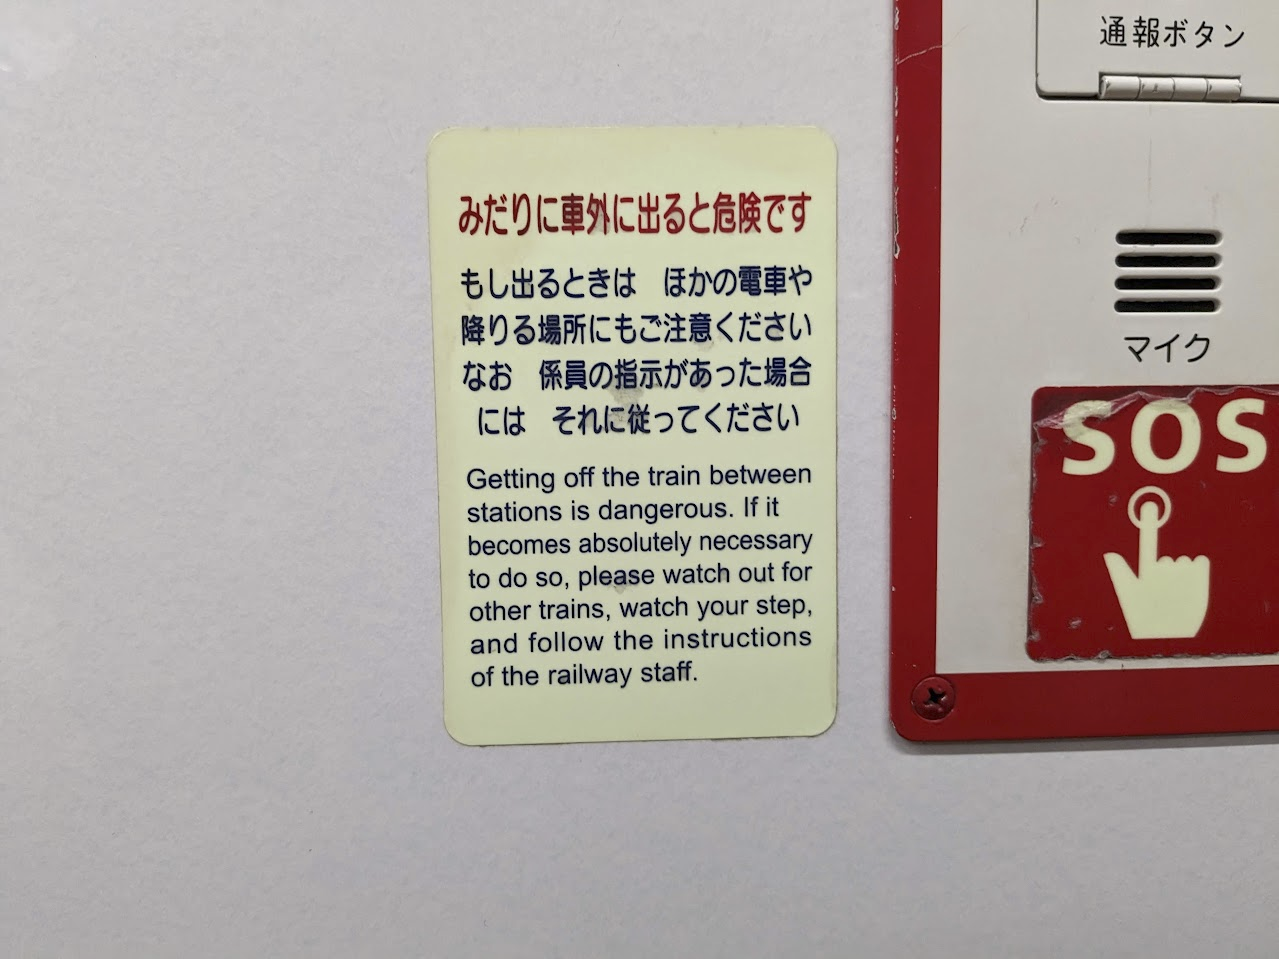 みだりに車外に出ると危険です
もし出るときは　ほかの電車や
降りる場所にもご注意ください
なお　係員の指示があった場合
には　それに従ってください
Getting off the train between
stations is dangerous. If it
becomes absolutely necessary
to do so, please watch out for
other trains, watch your step,
and follow the instructions
of the railway staff.
通報ボタン
マイク
SOS